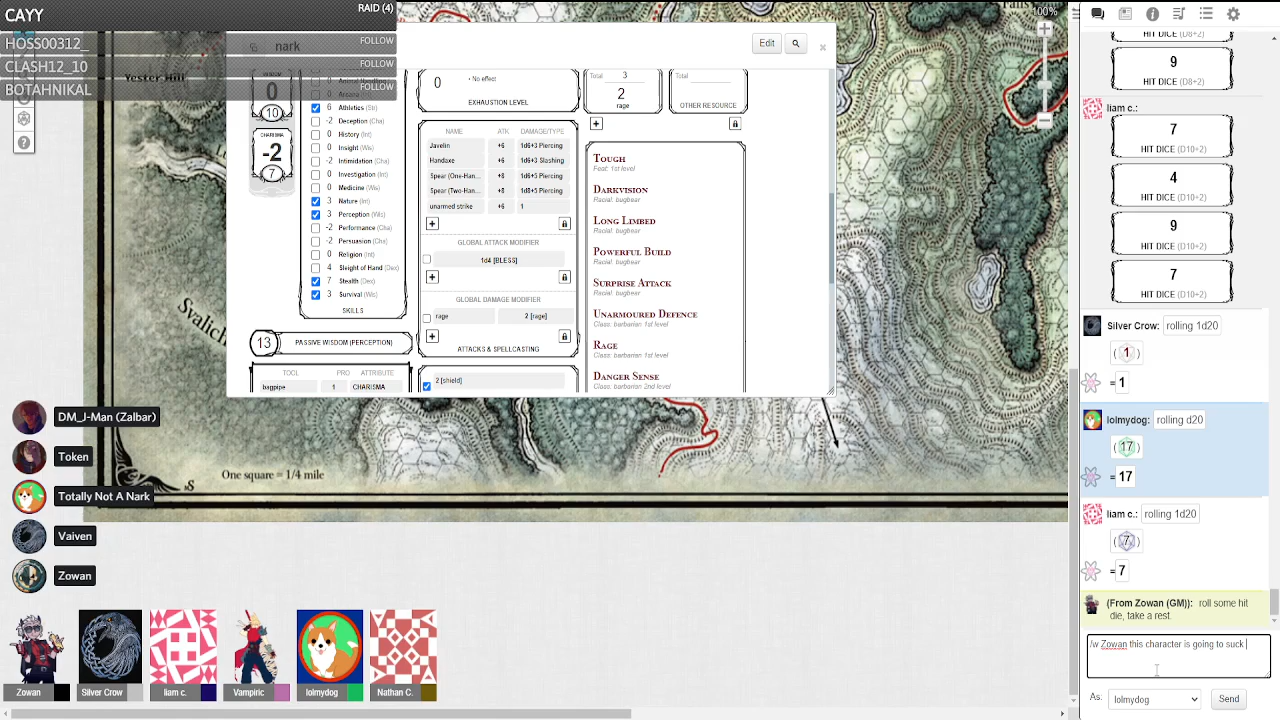 CAYY
RAID (4)
HOSS00312_
FOLLOW
CLASH12_10
FOLLOW
BOTAHNIKAL
FOLLOW
nark
Yester Hill
Edit
100%
0
10
CHARISMA
-2
7
6 Athletics (Str)
-2 Deception (Cha)
0 History (Int)
0 Insight (Wis)
-2 Intimidation (Cha)
0 Investigation (Int)
0 Medicine (Wis)
3 Nature (Int)
3 Perception (Wis)
-2 Performance (Cha)
-2 Persuasion (Cha)
0 Religion (Int)
4 Sleight of Hand (Dex)
7 Stealth (Dex)
3 Survival (Wis)
SKILLS
13 PASSIVE WISDOM (PERCEPTION)
PRO ATTRIBUTE
bagpipe 1 CHARISMA
0
• No effect
EXHAUSTION LEVEL
NAME ATK DAMAGE/TYPE
Javelin +6 1d6+3 Piercing
Handaxe +6 1d6+3 Slashing
Spear (One-Han... +8 1d6+5 Piercing
Spear (Two-Han... +8 1d8+5 Piercing
unarmed strike +6 1
GLOBAL ATTACK MODIFIER
1d4 [BLESS]
GLOBAL DAMAGE MODIFIER
rage 2 [rage]
ATTACKS & SPELLCASTING
2 [shield]
Total 3
2
rage
Total
OTHER RESOURCE
TOUGH
Feat: 1st level
DARKVISION
Racial: bugbear
LONG LIMBED
Racial: bugbear
POWERFUL BUILD
Racial: bugbear
SURPRISE ATTACK
Racial: bugbear
UNARMOURED DEFENCE
Class: barbarian 1st level
RAGE
Class: barbarian 1st level
DANGER SENSE
Class: barbarian 2nd level
One square = 1/4 mile
DM_J-Man (Zalbar)
Token
Totally Not A Nark
Vaiven
Zowan
Zowan
Silver Crow
liam c.
Vampiric
lolmydog
Nathan C.
HIT DICE (D8+2)
9
HIT DICE (D8+2)
liam c.:
7
HIT DICE (D10+2)
4
HIT DICE (D10+2)
9
HIT DICE (D10+2)
7
HIT DICE (D10+2)
Silver Crow: rolling 1d20
(1)
=1
lolmydog: rolling d20
(17)
=17
liam c.: rolling 1d20
(7)
=7
(From Zowan (GM)): roll some hit
die, take a rest.
/w Zowan this character is going to suck
As: lolmydog
Send